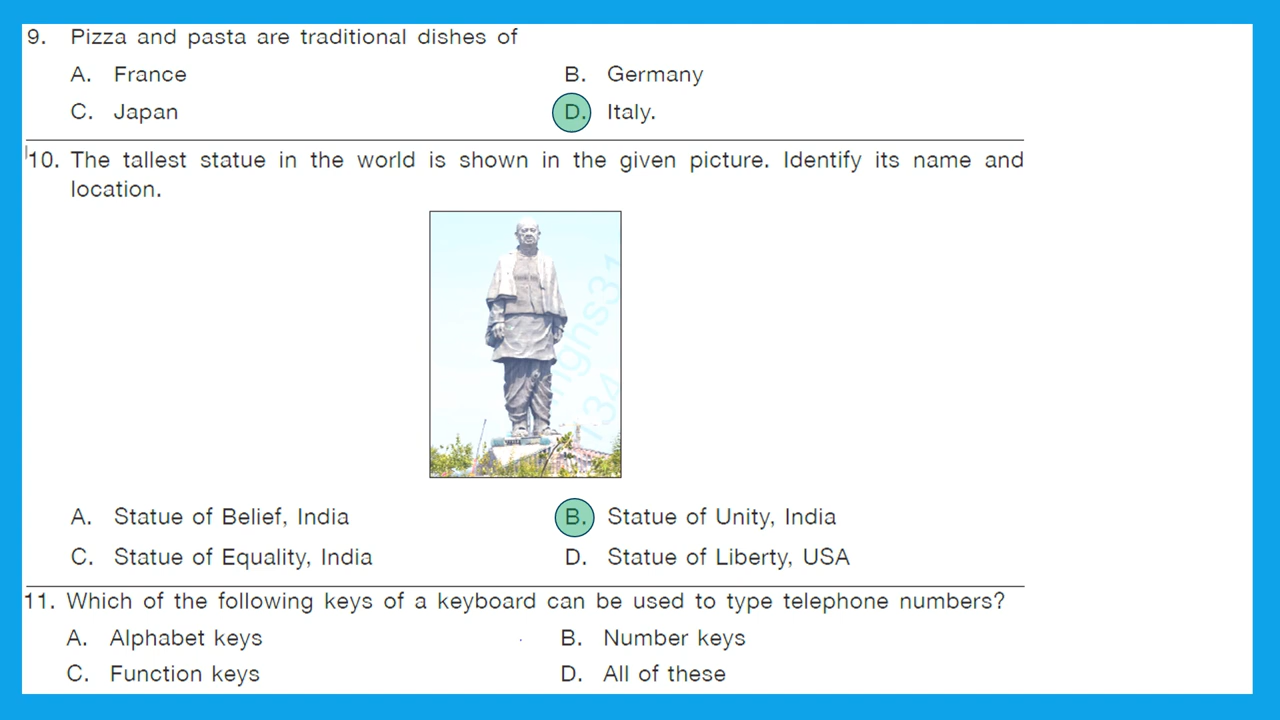 9. Pizza and pasta are traditional dishes of
A. France B. Germany
C. Japan D. Italy.
10. The tallest statue in the world is shown in the given picture. Identify its name and
location.
A. Statue of Belief, India B. Statue of Unity, India
C. Statue of Equality, India D. Statue of Liberty, USA
11. Which of the following keys of a keyboard can be used to type telephone numbers?
A. Alphabet keys B. Number keys
C. Function keys D. All of these